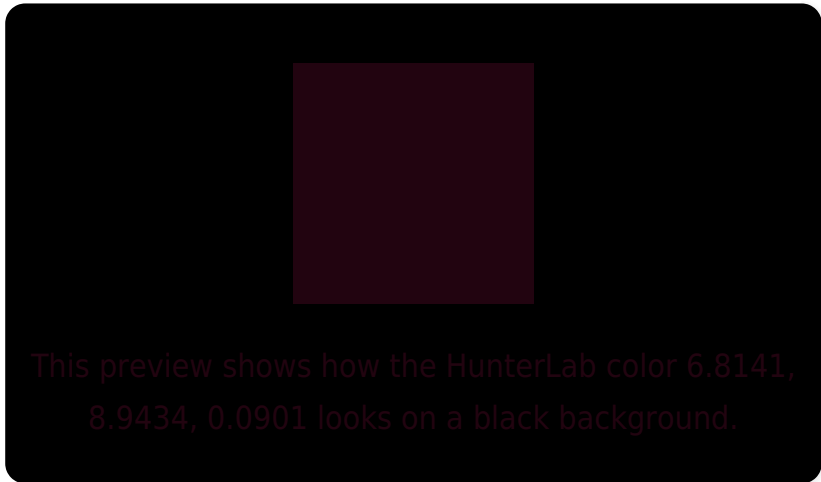 This preview shows how the HunterLab color 6.8141,
8.9434, 0.0901 looks on a black background.